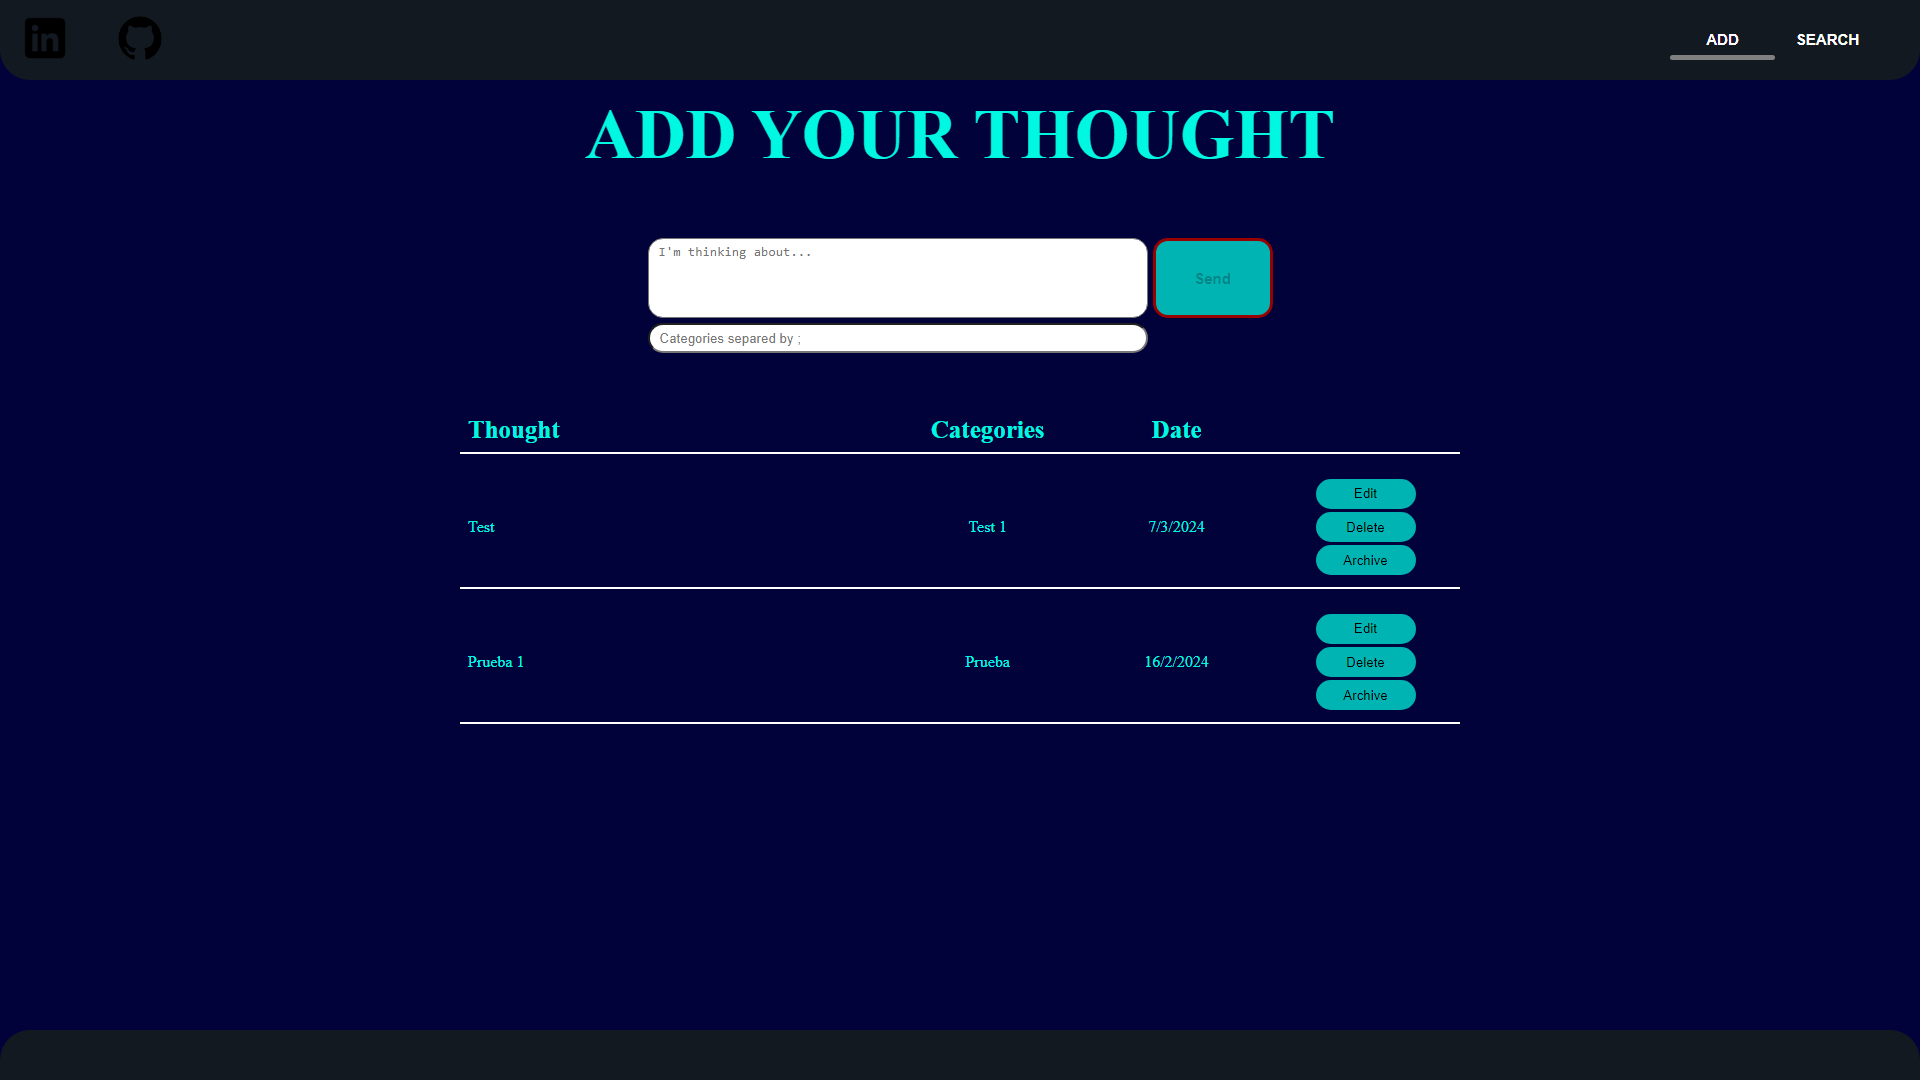 in
ADD SEARCH
ADD YOUR THOUGHT
I'm thinking about...
Send
Categories separed by ;
Thought Categories Date
Edit
Test Test 1 7/3/2024 Delete
Archive
Edit
Prueba 1 Prueba 16/2/2024 Delete
Archive